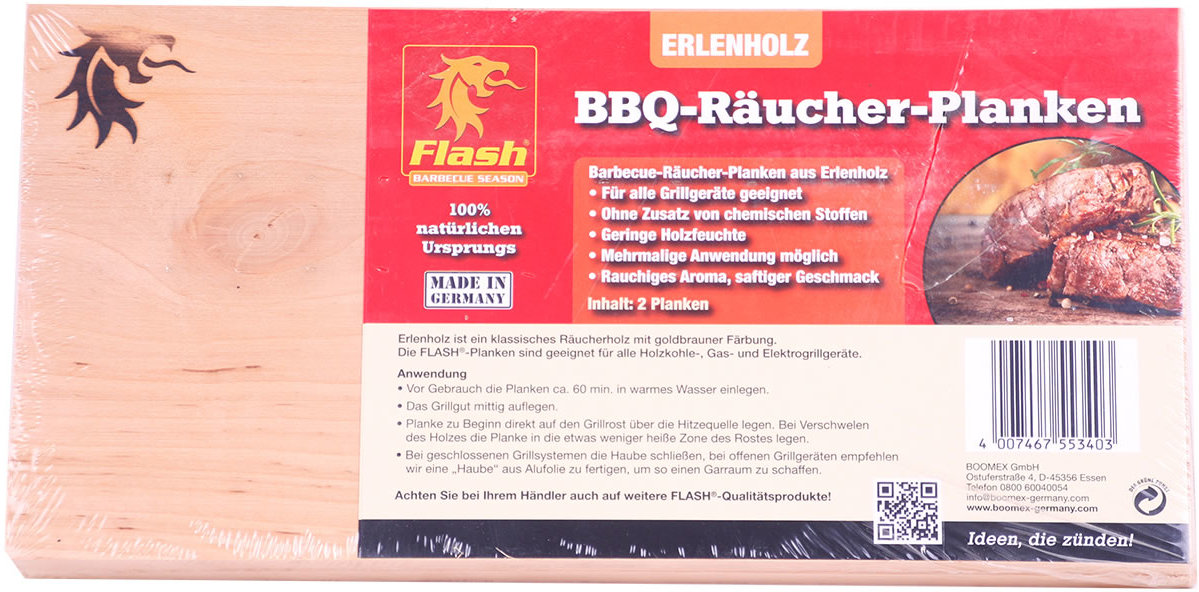 ERLENHOLZ
BBQ-Räucher-Planken
Flash®
BARBECUE SEASON
100%
natürlichen
Ursprungs
MADE IN
GERMANY
Barbecue-Räucher-Planken aus Erlenholz
• Für alle Grillgeräte geeignet
• Ohne Zusatz von chemischen Stoffen
• Geringe Holzfeuchte
• Mehrmalige Anwendung möglich
• Rauchiges Aroma, saftiger Geschmack
Inhalt: 2 Planken
Erlenholz ist ein klassisches Räucherholz mit goldbrauner Färbung.
Die FLASH®-Planken sind geeignet für alle Holzkohle-, Gas- und Elektrogrillgeräte.
Anwendung
• Vor Gebrauch die Planken ca. 60 min. in warmes Wasser einlegen.
• Das Grillgut mittig auflegen.
• Planke zu Beginn direkt auf den Grillrost über die Hitzequelle legen. Bei Verschwelen
des Holzes die Planke in die etwas weniger heiße Zone des Rostes legen.
• Bei geschlossenen Grillsystemen die Haube schließen, bei offenen Grillgeräten empfehlen
wir eine „Haube" aus Alufolie zu fertigen, um so einen Garraum zu schaffen.
Achten Sie bei Ihrem Händler auch auf weitere FLASH®-Qualitätsprodukte!
4 007467 553403
BOOMEX GmbH
Ostuferstraße 4, D-45356 Essen
Telefon 0800 60040054
info@boomex-germany.com
www.boomex-germany.com
DER GRÜNE PUNKT
Ideen, die zünden!